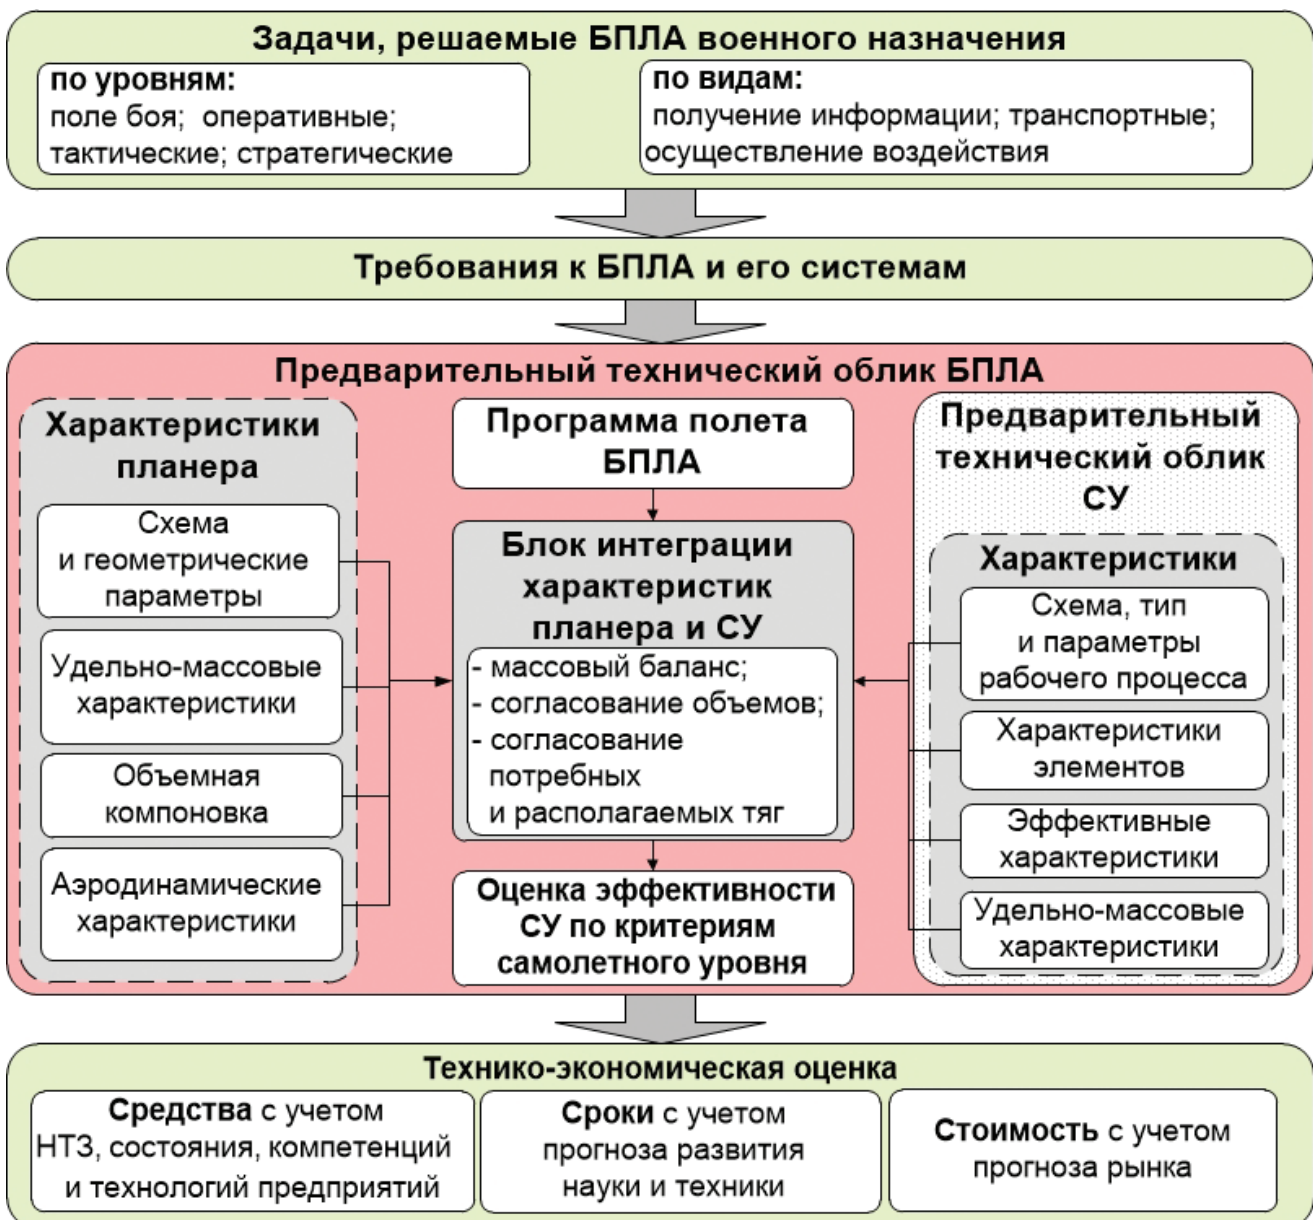 Задачи, решаемые БПЛА военного назначения
по уровням:
поле боя; оперативные;
тактические; стратегические
по видам:
получение информации; транспортные;
осуществление воздействия
Требования к БПЛА и его системам
Предварительный технический облик БПЛА
Характеристики
планера
Схема
и геометрические
параметры
Удельно-массовые
характеристики
Объемная
компоновка
Аэродинамические
характеристики
Программа полета
БПЛА
Блок интеграции
характеристик
планера и СУ
- массовый баланс;
- согласование объемов;
- согласование
потребных
и располагаемых тяг
Оценка эффективности
СУ по критериям
самолетного уровня
Предварительный
технический облик
СУ
Характеристики
Схема, тип
и параметры
рабочего процесса
Характеристики
элементов
Эффективные
характеристики
Удельно-массовые
характеристики
Технико-экономическая оценка
Средства с учетом
НТЗ, состояния, компетенций
и технологий предприятий
Сроки с учетом
прогноза развития
науки и техники
Стоимость с учетом
прогноза рынка